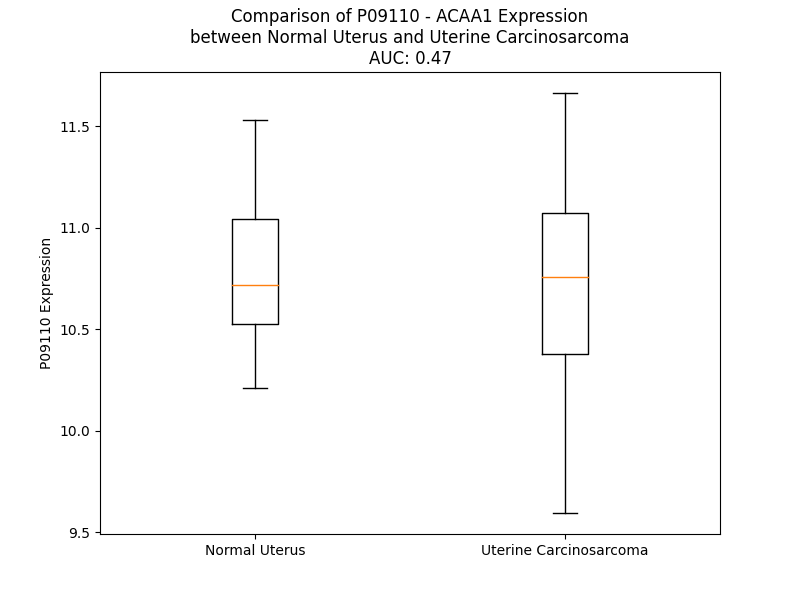 Comparison of P09110 - ACAA1 Expression
between Normal Uterus and Uterine Carcinosarcoma
AUC: 0.47
11.5
11.0
10.5
10.0
9.5
P09110 Expression
Normal Uterus
Uterine Carcinosarcoma